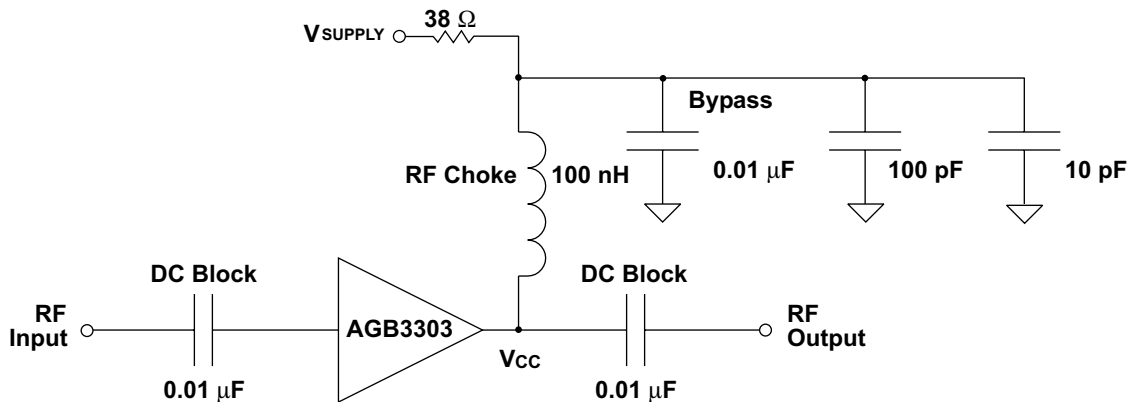 VSUPPLY
38 Ω
Bypass
RF Choke
100 nH
0.01 μF
100 pF
10 pF
DC Block
DC Block
RF
Input
AGB3303
RF
Output
VCC
0.01 μF
0.01 μF